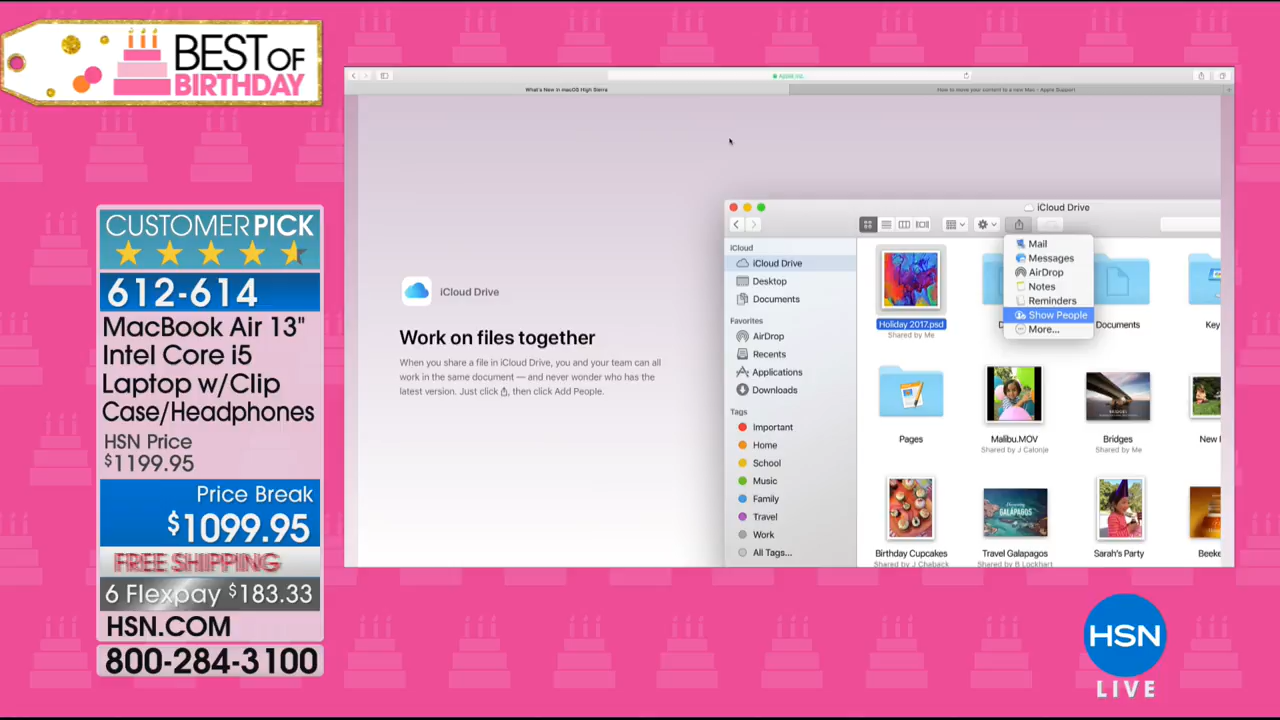 BEST OF
BIRTHDAY
CUSTOMER PICK
612-614
MacBook Air 13"
Intel Core i5
Laptop w/Clip
Case/Headphones
HSN Price
$1199.95
Price Break
$1099.95
FREE SHIPPING
6 Flexpay $183.33
HSN.COM
800-284-3100
Apple Inc.
What's New in macOS High Sierra
How to move your content to a new Mac - Apple Support
iCloud Drive
Work on files together
When you share a file in iCloud Drive, you and your team can all
work in the same document — and never wonder who has the
latest version. Just click , then click Add People.
iCloud Drive
iCloud
iCloud Drive
Desktop
Documents
Favorites
AirDrop
Recents
Applications
Downloads
Tags
Important
Home
School
Music
Family
Travel
Work
All Tags...
Mail
Messages
AirDrop
Notes
Reminders
Show People
More...
Holiday 2017.psd
Shared by Me
D
Documents
Key
Pages
Malibu.MOV
Shared by J Calonje
Bridges
Shared by Me
New
GALÁPAGOS
Birthday Cupcakes
Shared by J Chaback
Travel Galapagos
Shared by B Lockhart
Sarah's Party
Beeke
HSN
LIVE